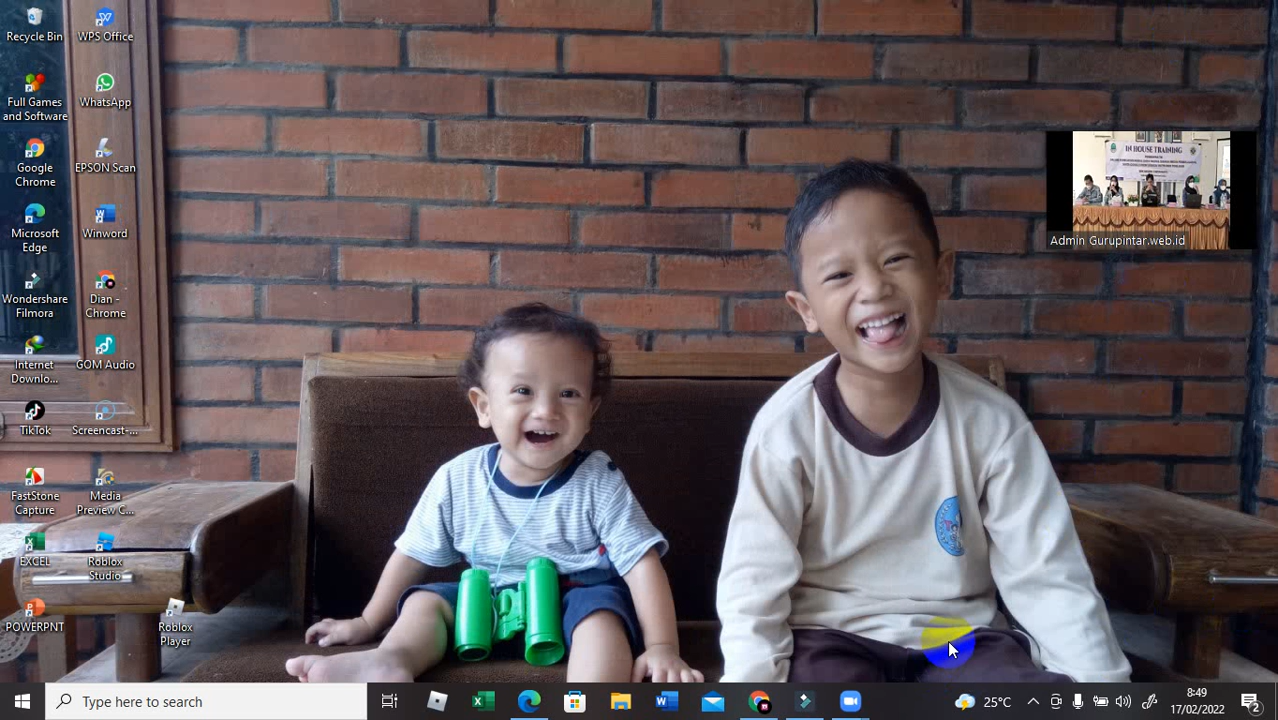 Recycle Bin
WPS Office
Full Games
and Software
WhatsApp
Google
Chrome
EPSON Scan
Microsoft
Edge
Winword
Wondershare
Filmora
Dian -
Chrome
Internet
Downlo...
GOM Audio
TikTok
Screencast-...
FastStone
Capture
Media
Preview C...
EXCEL
Roblox
Studio
POWERPNT
Roblox
Player
IN HOUSE TRAINING
Admin Gurupintar.web.id
Type here to search
25°C
8:49
17/02/2022
2